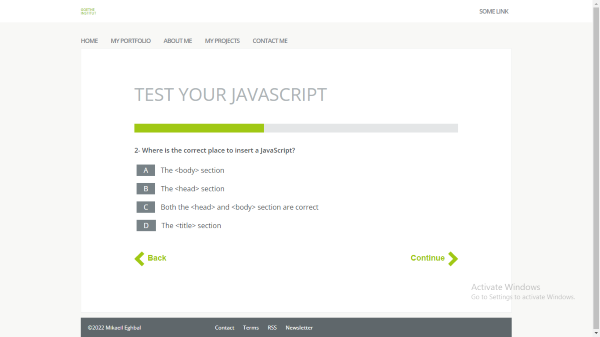 SOME LINK
HOME MY PORTFOLIO ABOUT ME MY PROJECTS CONTACT ME
TEST YOUR JAVASCRIPT
2- Where is the correct place to insert a JavaScript?
A The <body> section
B The <head> section
C Both the <head> and <body> section are correct
D The <title> section
Back Continue
Activate Windows
Go to Settings to activate Windows.
©2022 Mikaeil Eghbal Contact Terms RSS Newsletter